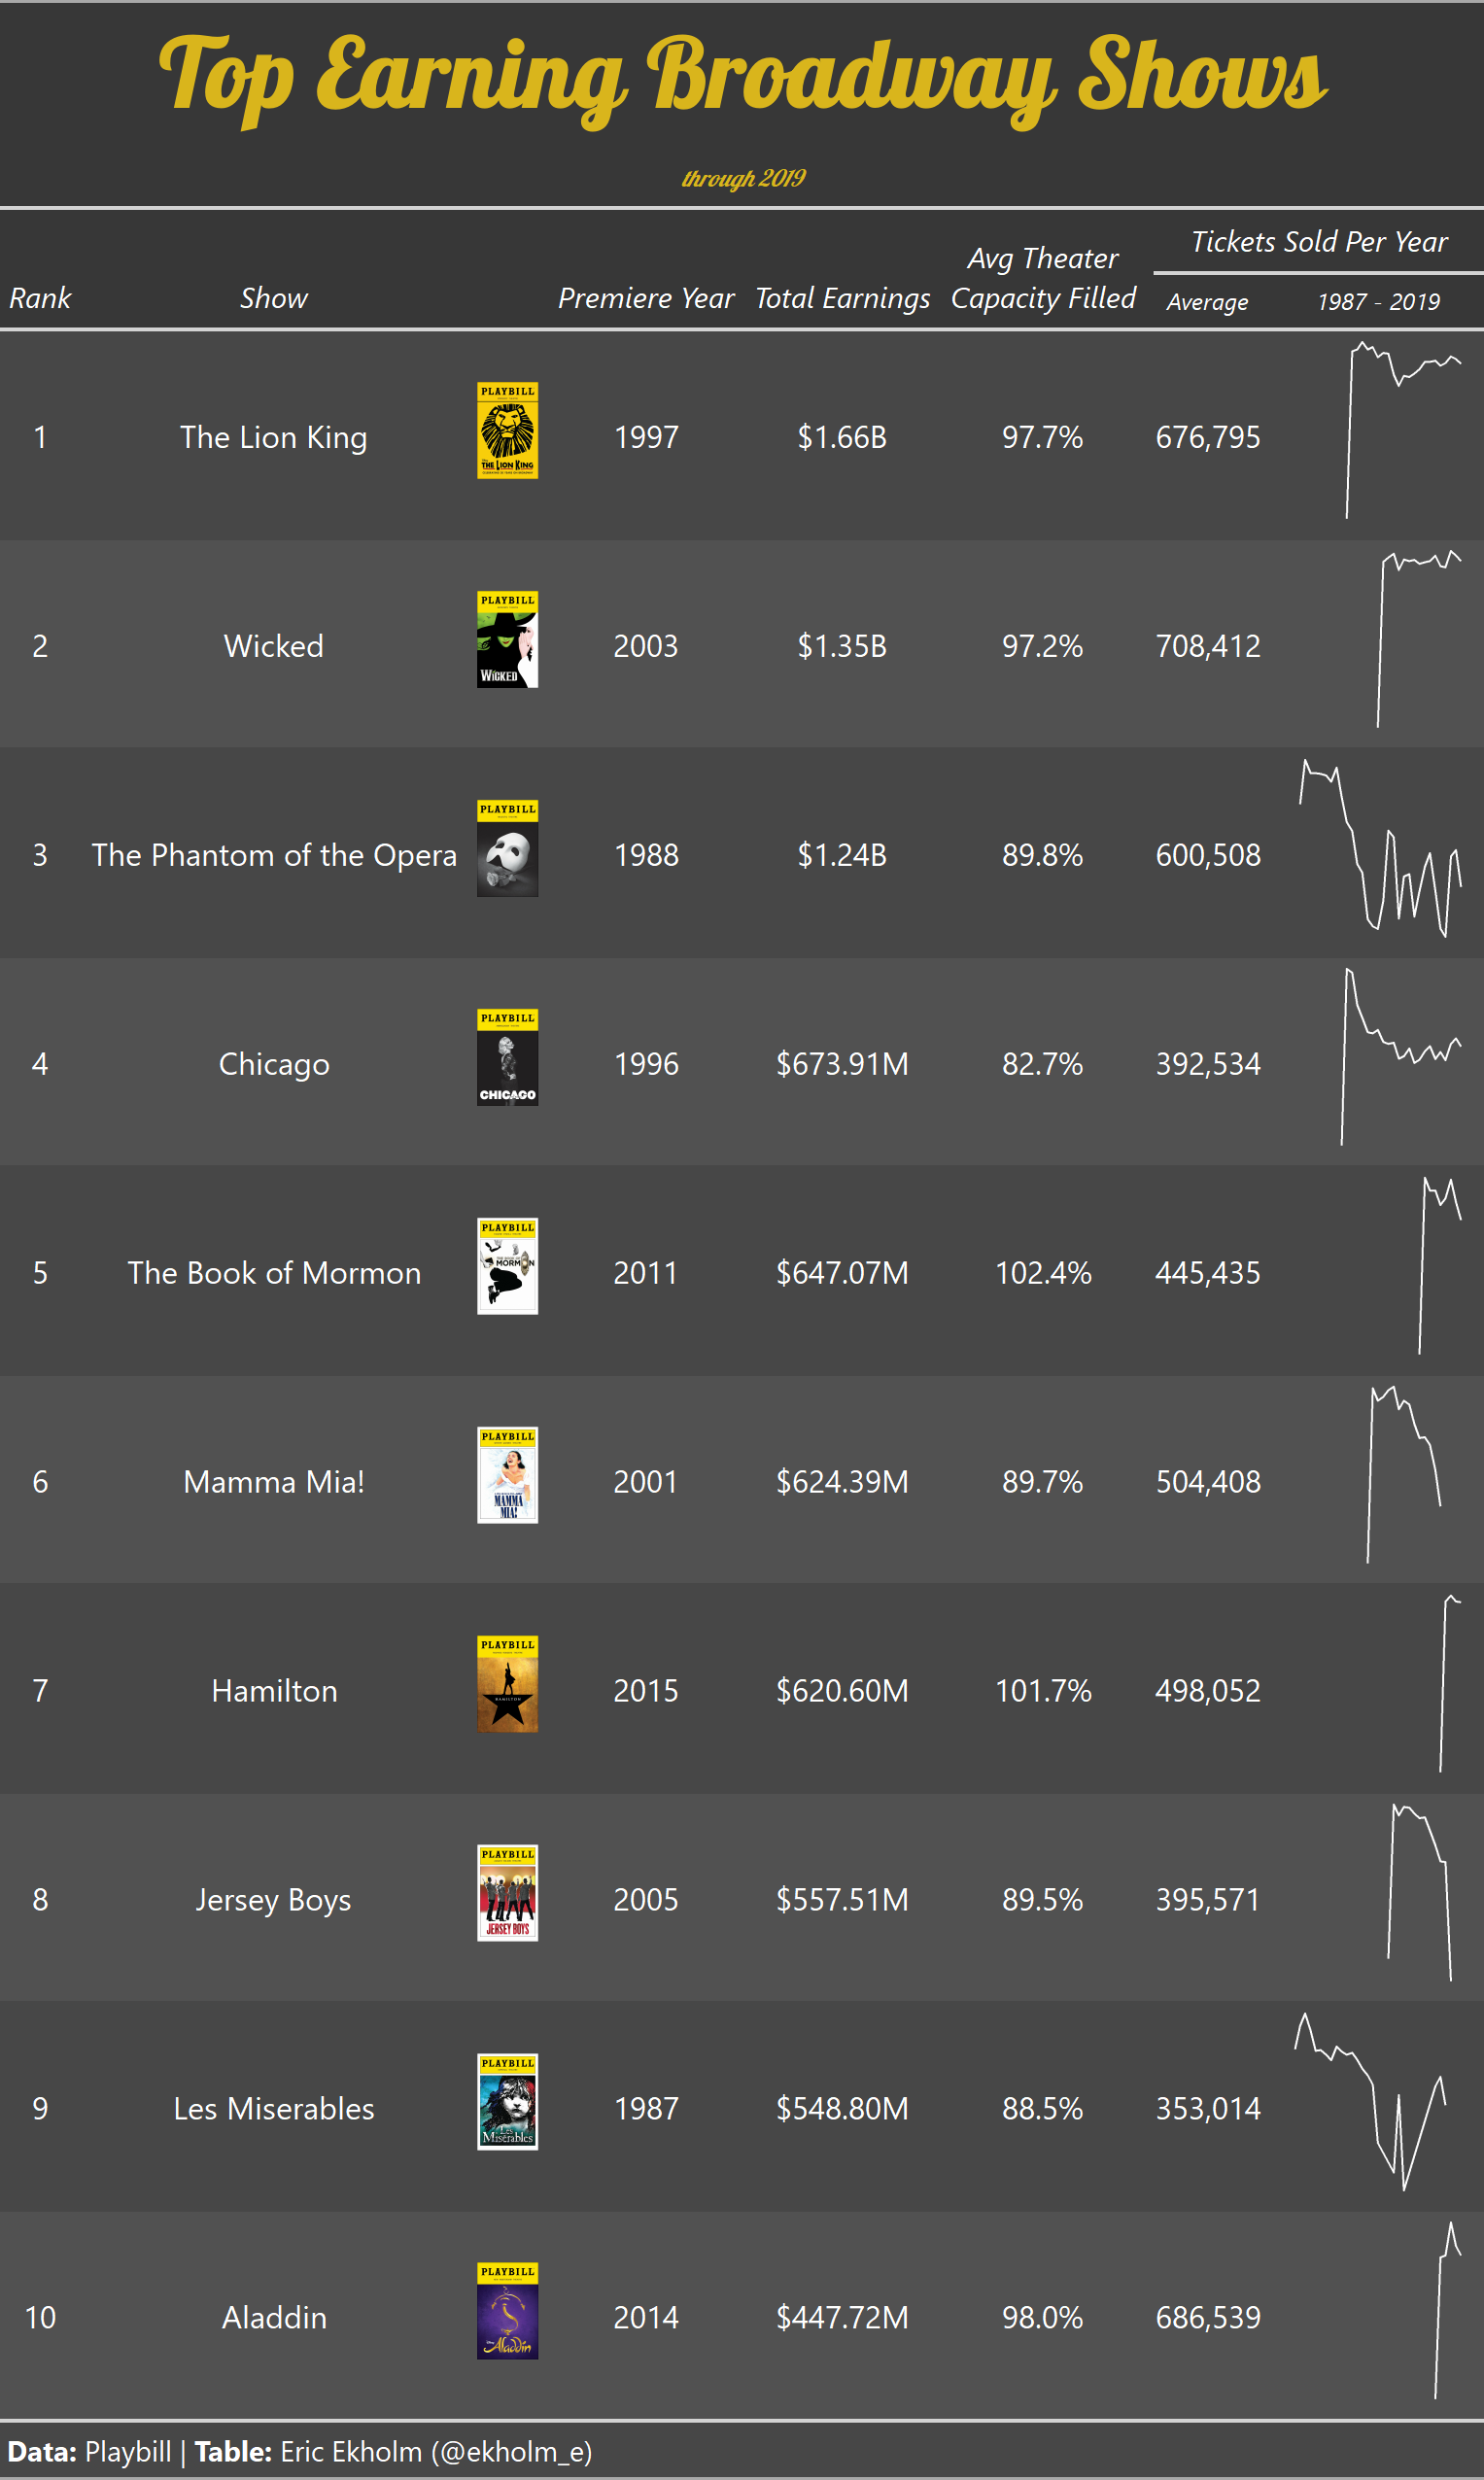 Top Earning Broadway Shows
through 2019
Tickets Sold Per Year
Avg Theater
Rank Show Premiere Year Total Earnings Capacity Filled Average 1987 - 2019
PLAYBILL
THE LION KING
1 The Lion King 1997 $1.66B 97.7% 676,795
PLAYBILL
WICKED
2 Wicked 2003 $1.35B 97.2% 708,412
PLAYBILL
3 The Phantom of the Opera 1988 $1.24B 89.8% 600,508
PLAYBILL
CHICAGO
4 Chicago 1996 $673.91M 82.7% 392,534
PLAYBILL
THE BOOK OF
MORMON
5 The Book of Mormon 2011 $647.07M 102.4% 445,435
PLAYBILL
MAMMA
MIA!
6 Mamma Mia! 2001 $624.39M 89.7% 504,408
PLAYBILL
HAMILTON
7 Hamilton 2015 $620.60M 101.7% 498,052
PLAYBILL
JERSEY BOYS
8 Jersey Boys 2005 $557.51M 89.5% 395,571
PLAYBILL
Les
Misérables
9 Les Miserables 1987 $548.80M 88.5% 353,014
PLAYBILL
Aladdin
10 Aladdin 2014 $447.72M 98.0% 686,539
Data: Playbill | Table: Eric Ekholm (@ekholm_e)